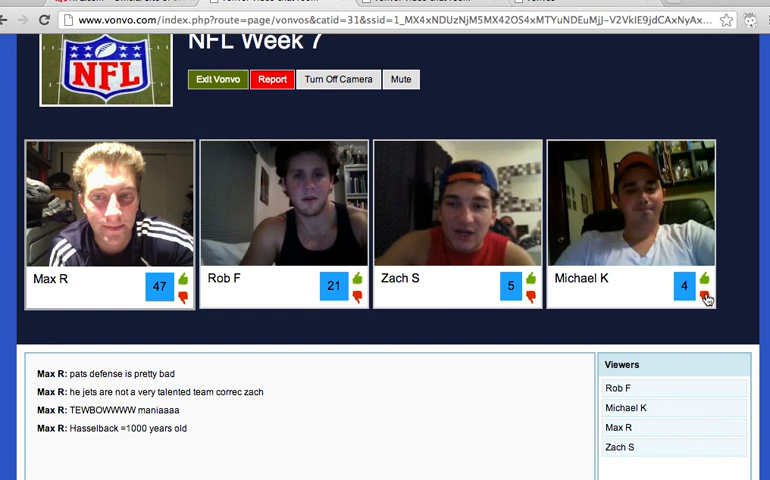 www.vonvo.com/index.php?route=page/vonvos&catid=31&ssid=
NFL Week 7
NFL
Exit Vonvo Report Turn Off Camera Mute
Max R 47 Rob F 21 Zach S 5 Michael K 4
Max R: pats defense is pretty bad
Max R: he jets are not a very talented team correc zach
Max R: TEWBOWWWW maniaaaa
Max R: Hasselback =1000 years old
Viewers
Rob F
Michael K
Max R
Zach S